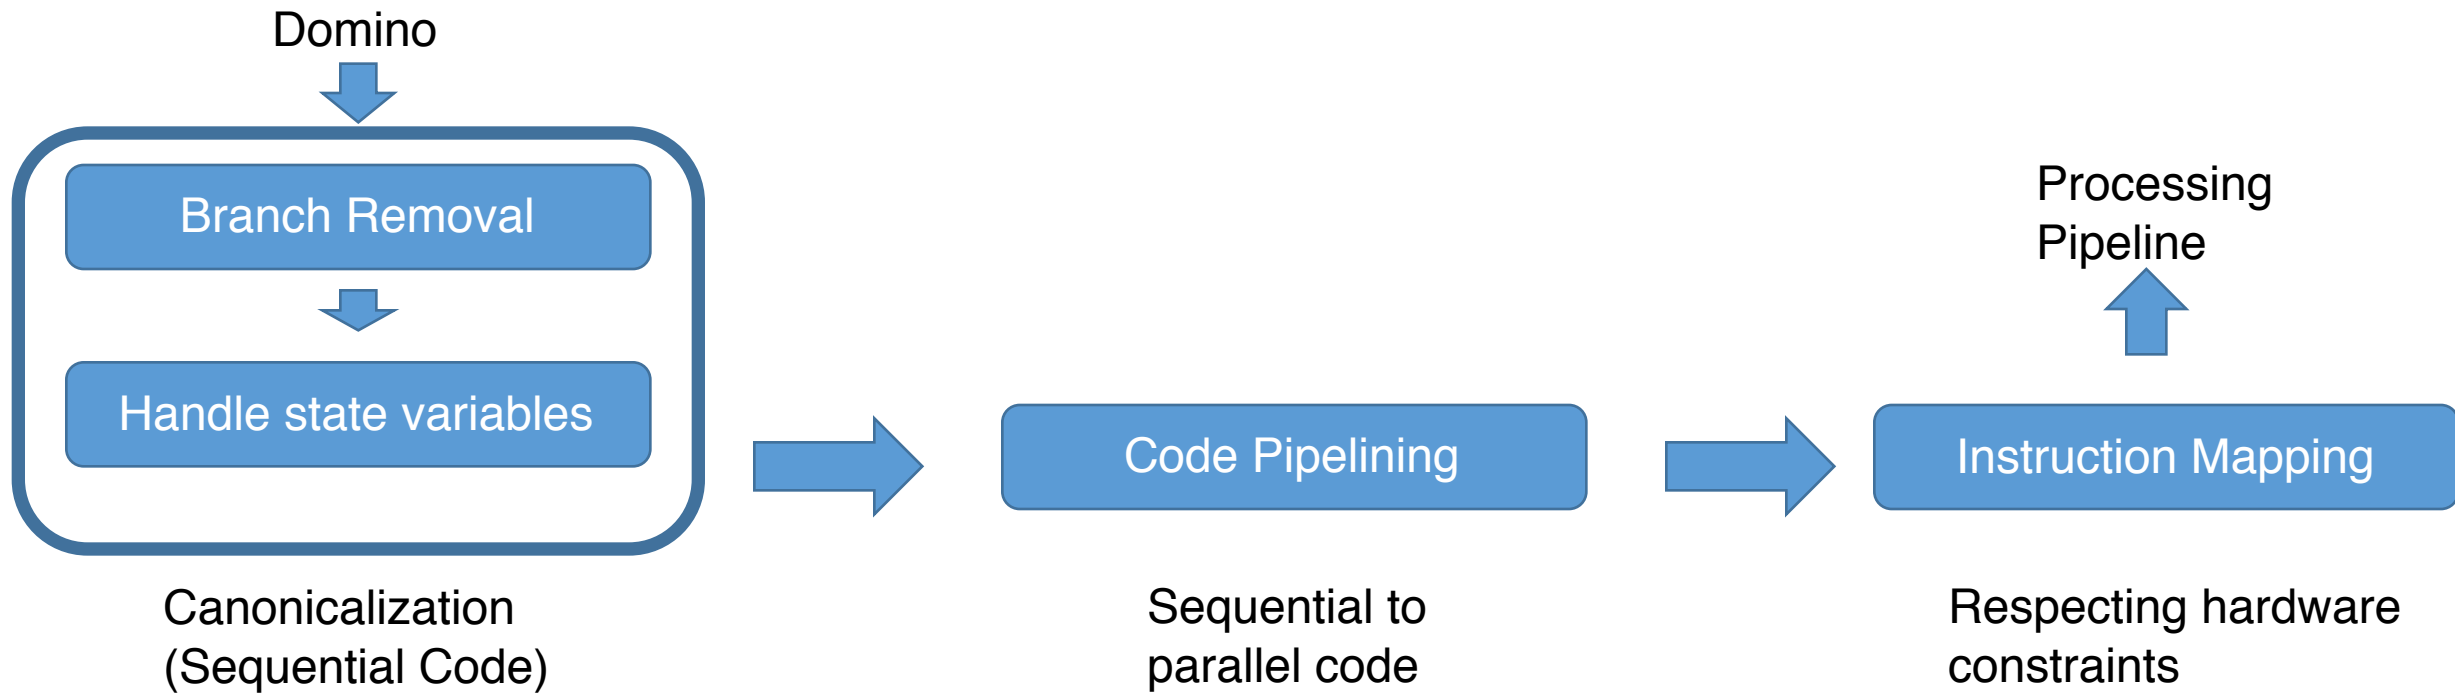 Domino
Branch Removal
Handle state variables
Canonicalization
(Sequential Code)
Code Pipelining
Sequential to
parallel code
Processing
Pipeline
Instruction Mapping
Respecting hardware
constraints